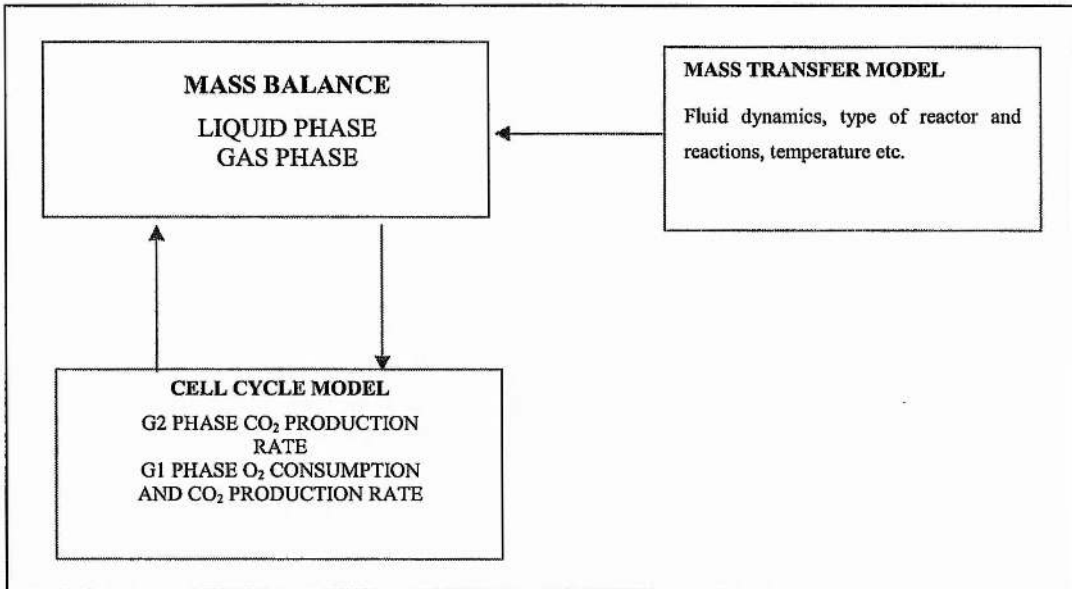 MASS BALANCE
LIQUID PHASE
GAS PHASE
MASS TRANSFER MODEL
Fluid dynamics, type of reactor and
reactions, temperature etc.
CELL CYCLE MODEL
G2 PHASE CO₂ PRODUCTION
RATE
G1 PHASE O₂ CONSUMPTION
AND CO₂ PRODUCTION RATE